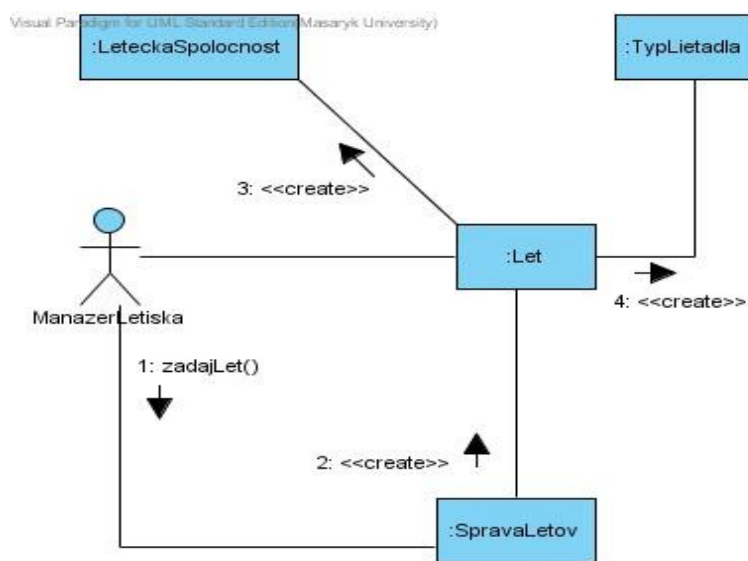 Visual Paradigm for UML Standard Edition(Masaryk University)
:LeteckaSpolocnost
:TypLietadla
3: <<create>>
:Let
4: <<create>>
ManazerLetiska
1: zadajLet()
2: <<create>>
:SpravaLetov